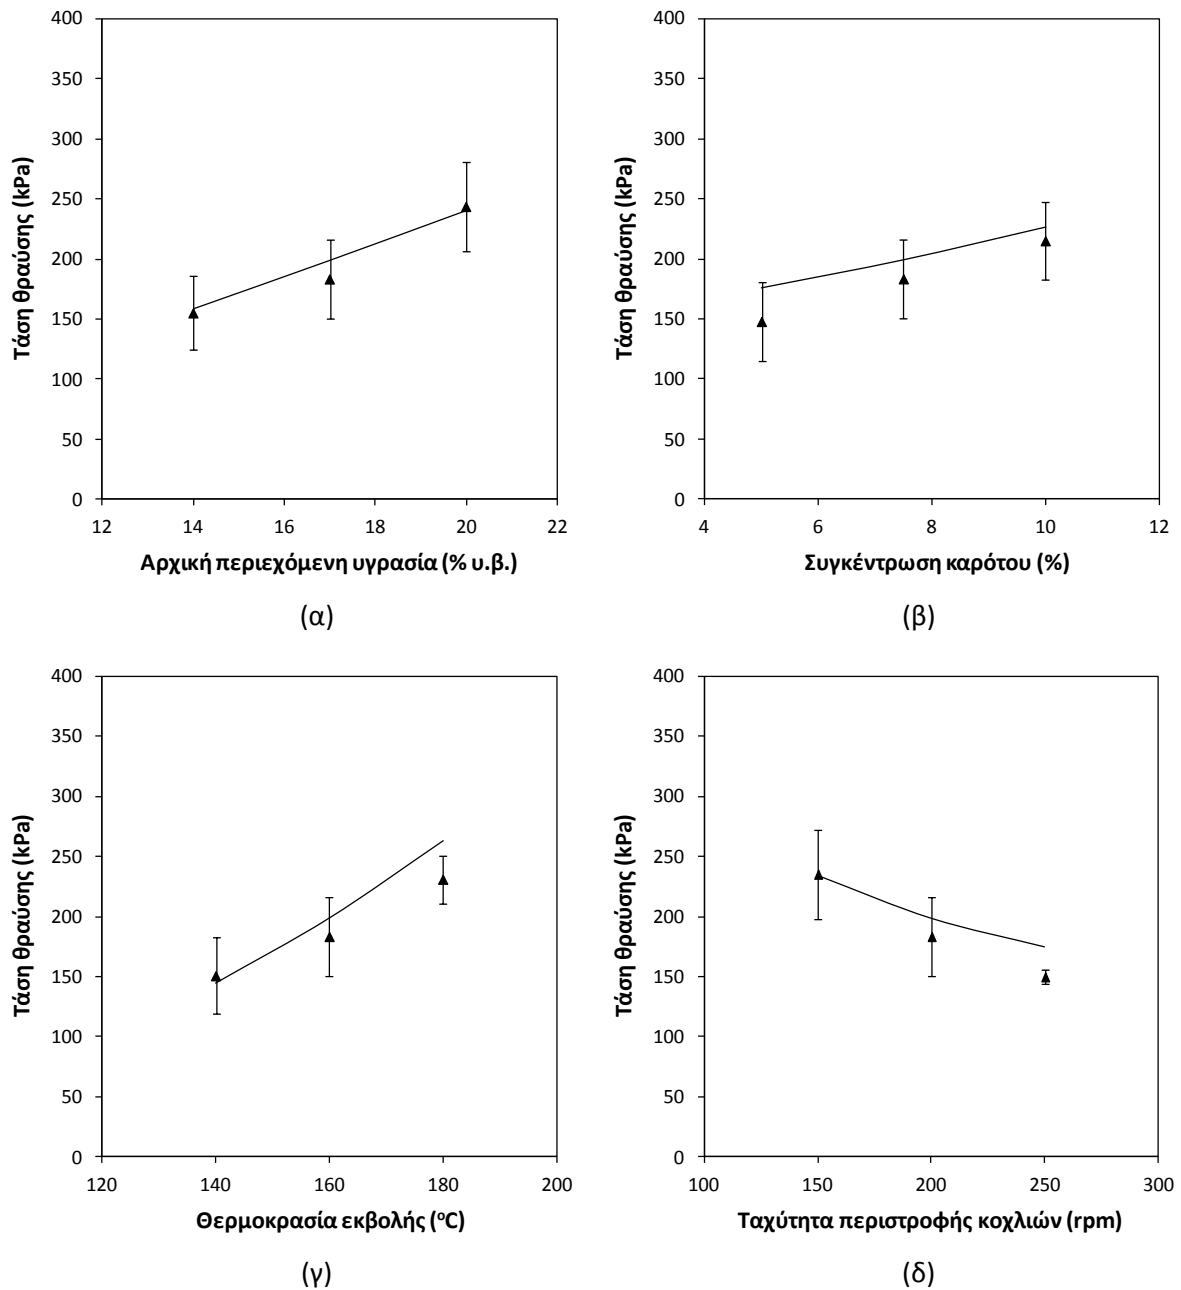 400
350
300
250
200
150
100
50
0
Τάση θραύσης (kPa)
12 14 16 18 20 22
Αρχική περιεχόμενη υγρασία (% υ.β.)
(α)
400
350
300
250
200
150
100
50
0
Τάση θραύσης (kPa)
4 6 8 10 12
Συγκέντρωση καρότου (%)
(β)
400
350
300
250
200
150
100
50
0
Τάση θραύσης (kPa)
120 140 160 180 200
Θερμοκρασία εκβολής (οC)
(γ)
400
350
300
250
200
150
100
50
0
Τάση θραύσης (kPa)
100 150 200 250 300
Ταχύτητα περιστροφής κοχλιών (rpm)
(δ)